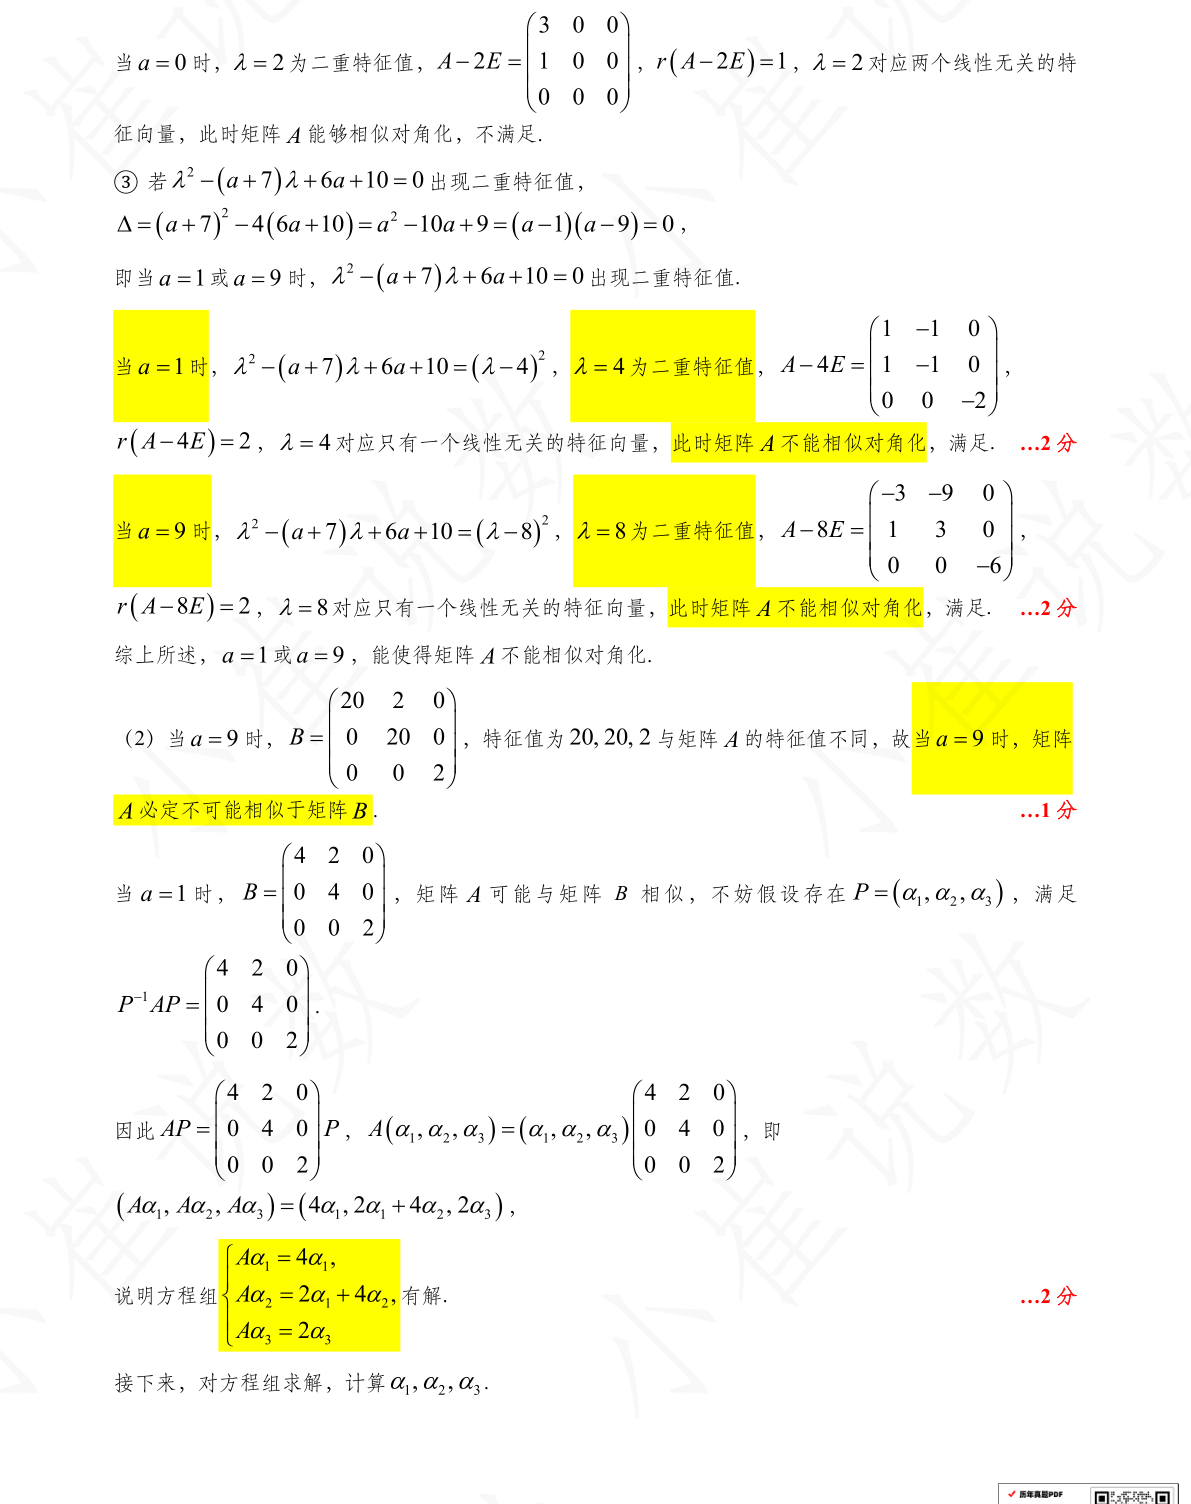 当 a = 0 时，λ = 2 为二重特征值，A − 2E = (3 0 0; 1 0 0; 0 0 0)，r(A − 2E) = 1，λ = 2 对应两个线性无关的特
征向量，此时矩阵 A 能够相似对角化，不满足.
③ 若 λ² − (a + 7)λ + 6a + 10 = 0 出现二重特征值，
Δ = (a + 7)² − 4(6a + 10) = a² − 10a + 9 = (a − 1)(a − 9) = 0，
即当 a = 1 或 a = 9 时，λ² − (a + 7)λ + 6a + 10 = 0 出现二重特征值.
当 a = 1 时，λ² − (a + 7)λ + 6a + 10 = (λ − 4)²，λ = 4 为二重特征值，A − 4E = (1 −1 0; 1 −1 0; 0 0 −2)，
r(A − 4E) = 2，λ = 4 对应只有一个线性无关的特征向量，此时矩阵 A 不能相似对角化，满足. …2 分
当 a = 9 时，λ² − (a + 7)λ + 6a + 10 = (λ − 8)²，λ = 8 为二重特征值，A − 8E = (−3 −9 0; 1 3 0; 0 0 −6)，
r(A − 8E) = 2，λ = 8 对应只有一个线性无关的特征向量，此时矩阵 A 不能相似对角化，满足. …2 分
综上所述，a = 1 或 a = 9，能使得矩阵 A 不能相似对角化.
（2）当 a = 9 时，B = (20 2 0; 0 20 0; 0 0 2)，特征值为 20, 20, 2 与矩阵 A 的特征值不同，故当 a = 9 时，矩阵
A 必定不可能相似于矩阵 B. …1 分
当 a = 1 时，B = (4 2 0; 0 4 0; 0 0 2)，矩阵 A 可能与矩阵 B 相似，不妨假设存在 P = (α₁, α₂, α₃)，满足
P⁻¹AP = (4 2 0; 0 4 0; 0 0 2).
因此 AP = (4 2 0; 0 4 0; 0 0 2)P，A(α₁, α₂, α₃) = (α₁, α₂, α₃)(4 2 0; 0 4 0; 0 0 2)，即
(Aα₁, Aα₂, Aα₃) = (4α₁, 2α₁ + 4α₂, 2α₃)，
说明方程组 { Aα₁ = 4α₁, Aα₂ = 2α₁ + 4α₂, Aα₃ = 2α₃ 有解. …2 分
接下来，对方程组求解，计算 α₁, α₂, α₃.
历年真题PDF
小崔说数